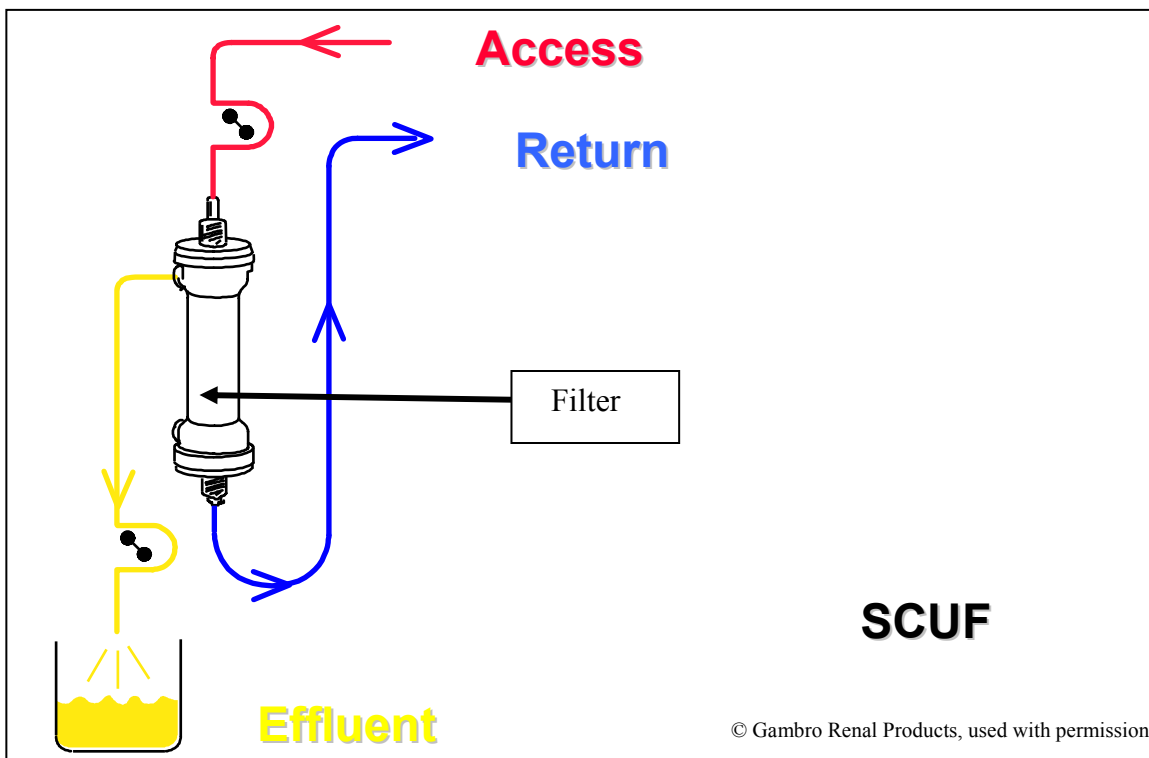 Access
Return
Filter
SCUF
Effluent
© Gambro Renal Products, used with permission